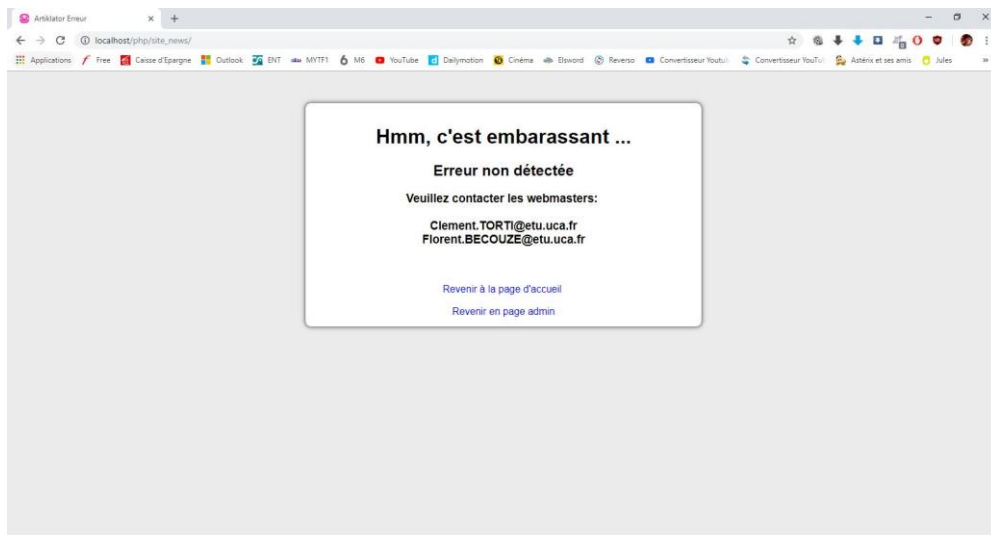 Artiklator Erreur
localhost/php/site_news/
Applications Free Caisse d'Epargne Outlook ENT MYTF1 M6 YouTube Dailymotion Cinéma Elsword Reverso Convertisseur Youtu Convertisseur YouTu Astérix et ses amis Jules »
Hmm, c'est embarassant ...
Erreur non détectée
Veuillez contacter les webmasters:
Clement.TORTI@etu.uca.fr
Florent.BECOUZE@etu.uca.fr
Revenir à la page d'accueil
Revenir en page admin